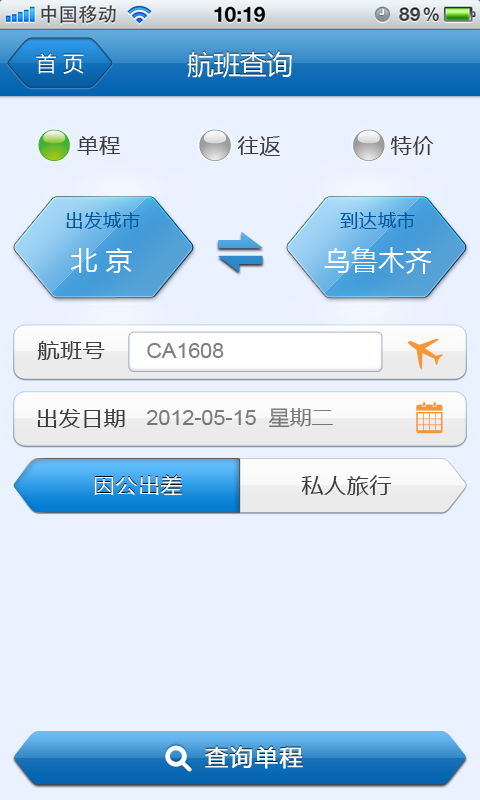 中国移动 10:19 89%
首页 航班查询
单程 往返 特价
出发城市 到达城市
北京 乌鲁木齐
航班号 CA1608
出发日期 2012-05-15 星期二
因公出差 私人旅行
查询单程